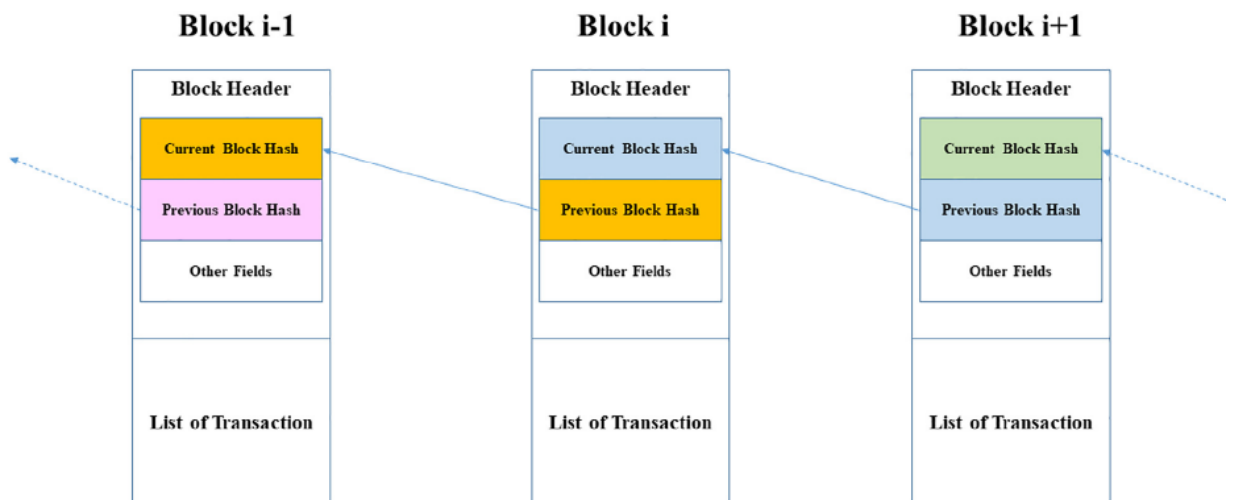 Block i-1
Block i
Block i+1
Block Header
Block Header
Block Header
Current Block Hash
Current Block Hash
Current Block Hash
Previous Block Hash
Previous Block Hash
Previous Block Hash
Other Fields
Other Fields
Other Fields
List of Transaction
List of Transaction
List of Transaction